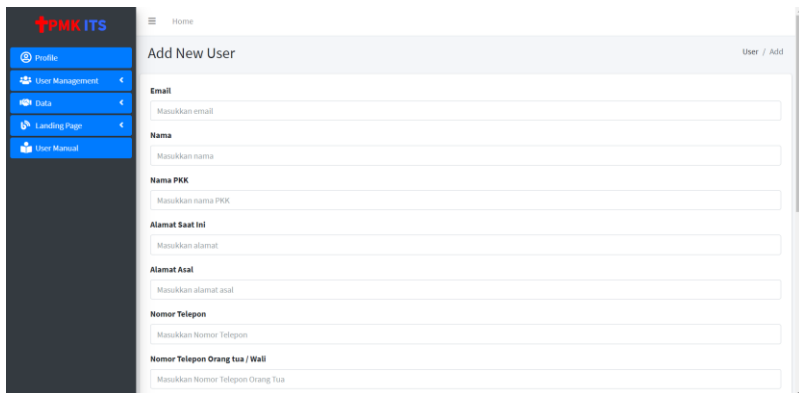 PMK ITS
Home
Profile
User Management
Data
Landing Page
User Manual
Add New User
User / Add
Email
Masukkan email
Nama
Masukkan nama
Nama PKK
Masukkan nama PKK
Alamat Saat Ini
Masukkan alamat
Alamat Asal
Masukkan alamat asal
Nomor Telepon
Masukkan Nomor Telepon
Nomor Telepon Orang tua / Wali
Masukkan Nomor Telepon Orang Tua